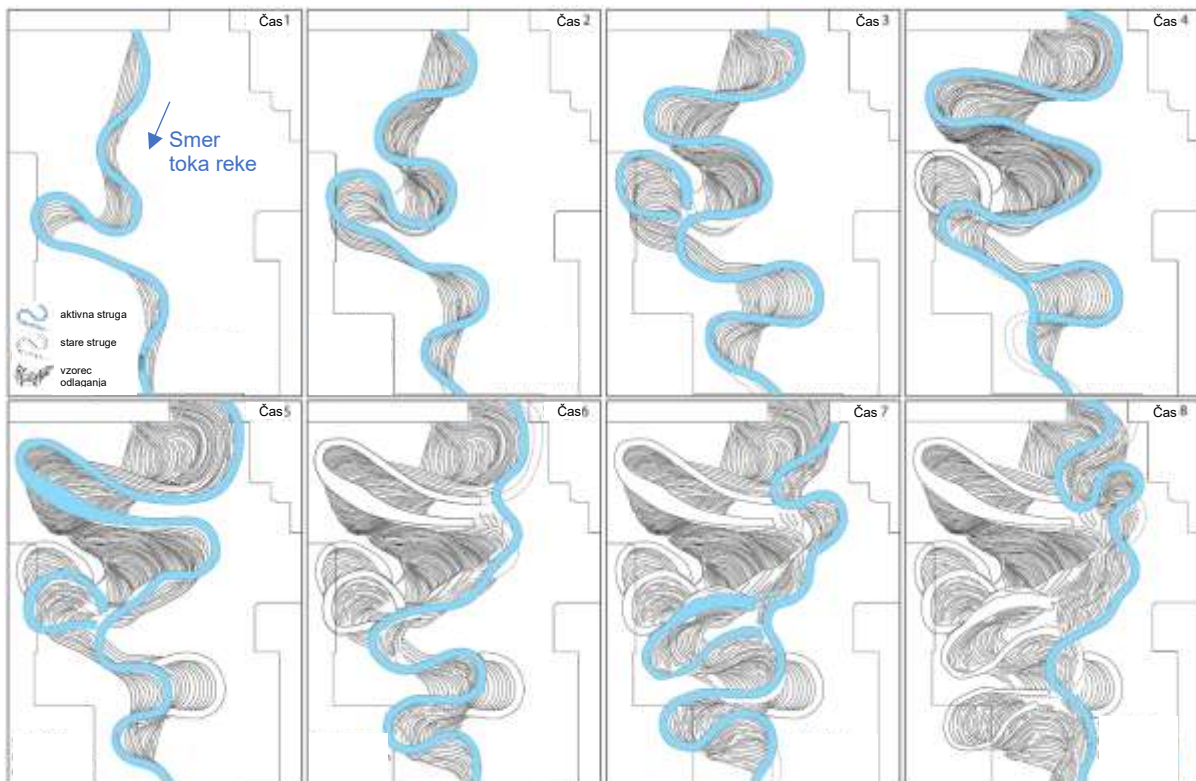 Čas 1
Čas 2
Čas 3
Čas 4
Smer
toka reke
aktivna struga
stare struge
vzorec
odlaganja
Čas 5
Čas 6
Čas 7
Čas 8